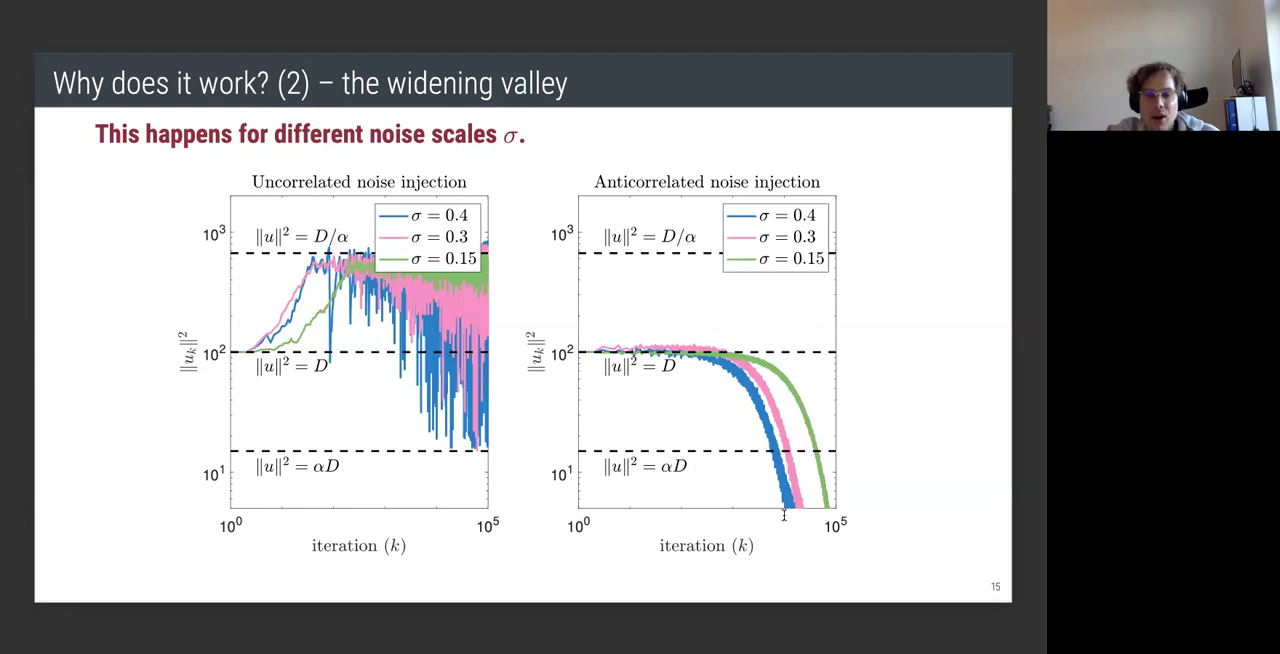 Why does it work? (2) – the widening valley
This happens for different noise scales σ.
Uncorrelated noise injection
σ = 0.4
σ = 0.3
σ = 0.15
10³
‖u‖² = D/α
10²
‖u‖² = D
10¹
‖u‖² = αD
‖uₖ‖²
10⁰
10⁵
iteration (k)
Anticorrelated noise injection
σ = 0.4
σ = 0.3
σ = 0.15
10³
‖u‖² = D/α
10²
‖u‖² = D
10¹
‖u‖² = αD
‖uₖ‖²
10⁰
10⁵
iteration (k)
15